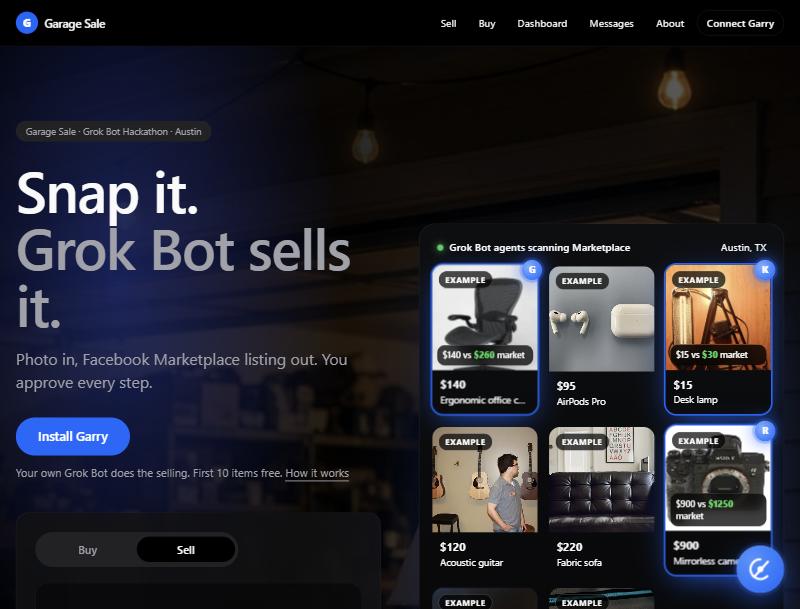 G Garage Sale
Sell Buy Dashboard Messages About Connect Garry
Garage Sale · Grok Bot Hackathon · Austin
Snap it.
Grok Bot sells
it.
Photo in, Facebook Marketplace listing out. You
approve every step.
Install Garry
Your own Grok Bot does the selling. First 10 items free. How it works
Buy Sell
Grok Bot agents scanning Marketplace Austin, TX
EXAMPLE G
$140 vs $260 market
$140
Ergonomic office c...
EXAMPLE
$95
AirPods Pro
EXAMPLE K
$15 vs $30 market
$15
Desk lamp
EXAMPLE
$120
Acoustic guitar
EXAMPLE
$220
Fabric sofa
EXAMPLE R
$900 vs $1250
market
$900
Mirrorless cam
EXAMPLE
EXAMPLE
EXAMPLE